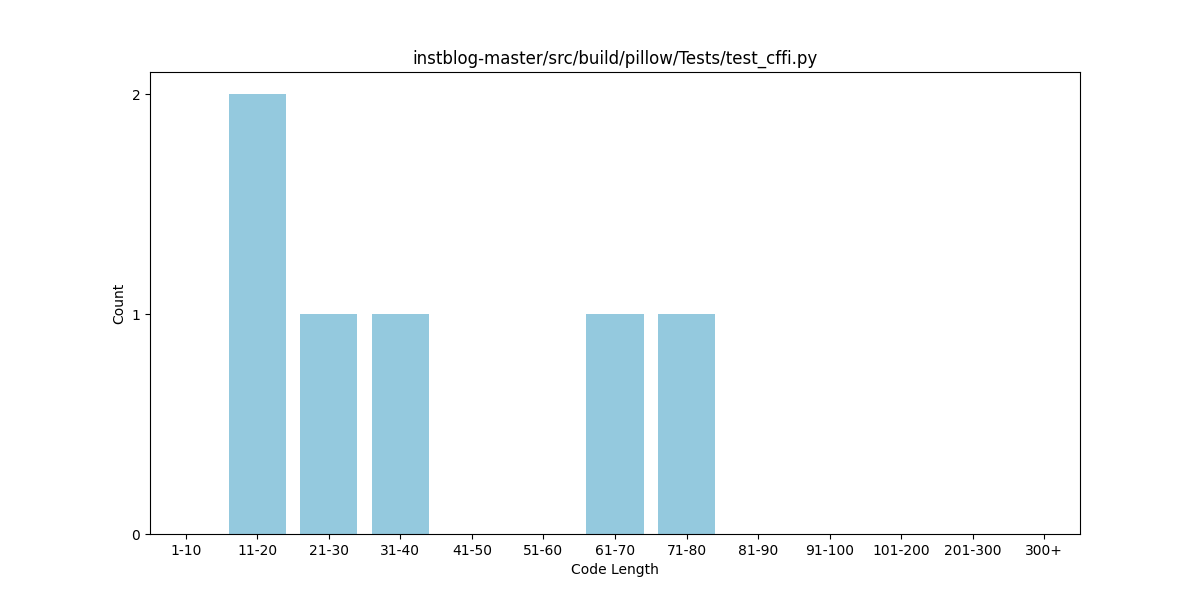 instblog-master/src/build/pillow/Tests/test_cffi.py
2
1
0
Count
1-10 11-20 21-30 31-40 41-50 51-60 61-70 71-80 81-90 91-100 101-200 201-300 300+
Code Length